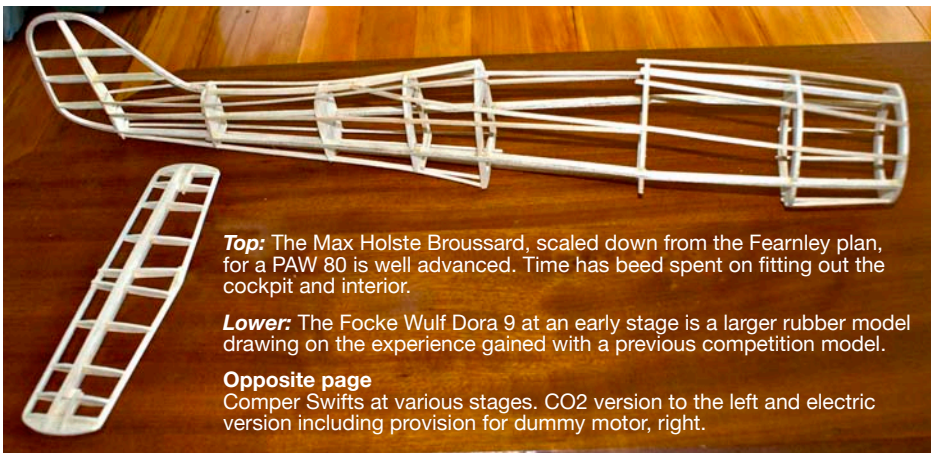 Top: The Max Holste Broussard, scaled down from the Fearnley plan,
for a PAW 80 is well advanced. Time has beed spent on fitting out the
cockpit and interior.
Lower: The Focke Wulf Dora 9 at an early stage is a larger rubber model
drawing on the experience gained with a previous competition model.
Opposite page
Comper Swifts at various stages. CO2 version to the left and electric
version including provision for dummy motor, right.